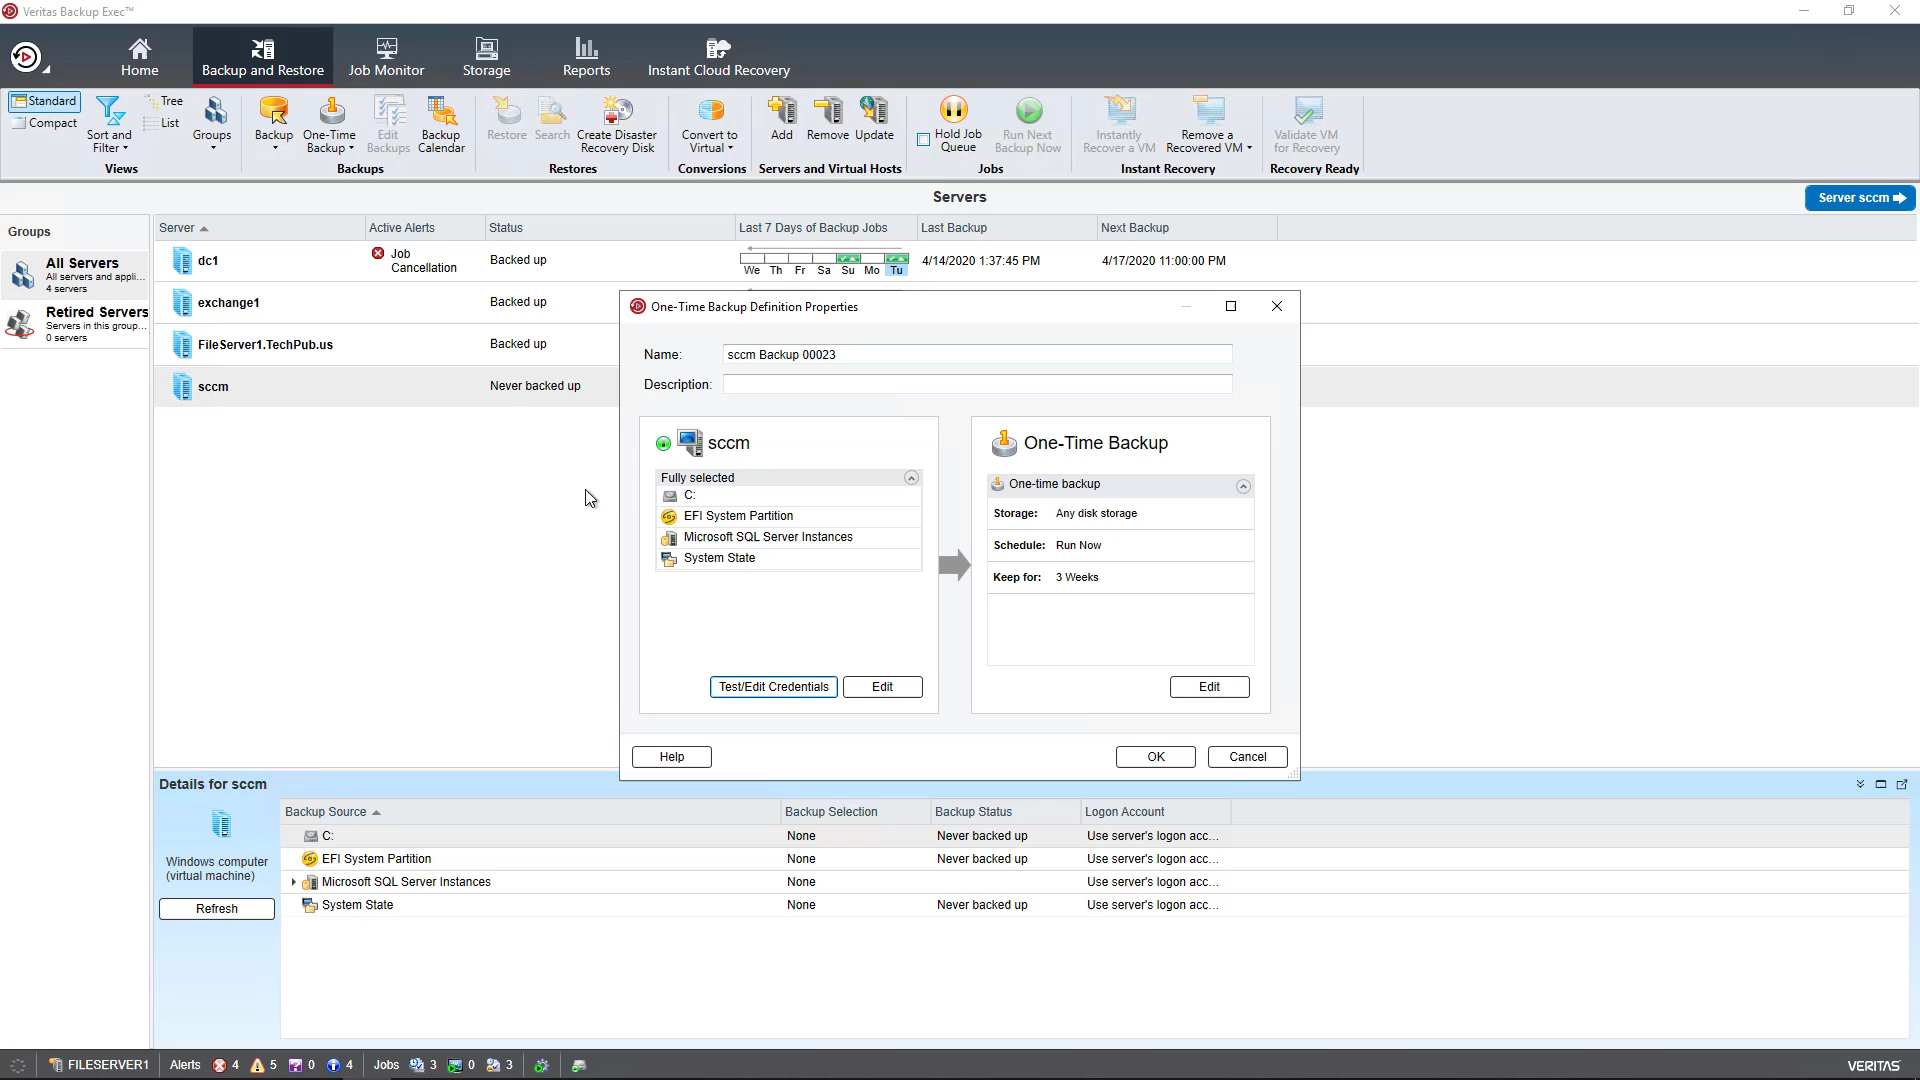 Veritas Backup Exec™
Home
Backup and Restore
Job Monitor
Storage
Reports
Instant Cloud Recovery
Standard
Compact
Sort and
Filter
Tree
List
Groups
Views
Backup
One-Time
Backup
Edit
Backups
Backup
Calendar
Backups
Restore
Search
Create Disaster
Recovery Disk
Restores
Convert to
Virtual
Conversions
Add
Remove
Update
Servers and Virtual Hosts
Hold Job
Queue
Run Next
Backup Now
Jobs
Instantly
Recover a VM
Remove a
Recovered VM
Instant Recovery
Validate VM
for Recovery
Recovery Ready
Servers
Server sccm
Groups
All Servers
All servers and appli...
4 servers
Retired Servers
Servers in this group...
0 servers
Server
Active Alerts
Status
Last 7 Days of Backup Jobs
Last Backup
Next Backup
dc1
Job
Cancellation
Backed up
We Th Fr Sa Su Mo Tu
4/14/2020 1:37:45 PM
4/17/2020 11:00:00 PM
exchange1
Backed up
FileServer1.TechPub.us
Backed up
sccm
Never backed up
One-Time Backup Definition Properties
Name:
sccm Backup 00023
Description:
sccm
Fully selected
C:
EFI System Partition
Microsoft SQL Server Instances
System State
Test/Edit Credentials
Edit
One-Time Backup
One-time backup
Storage: Any disk storage
Schedule: Run Now
Keep for: 3 Weeks
Edit
Help
OK
Cancel
Details for sccm
Windows computer
(virtual machine)
Refresh
Backup Source
Backup Selection
Backup Status
Logon Account
C: None Never backed up Use server's logon acc...
EFI System Partition None Never backed up Use server's logon acc...
Microsoft SQL Server Instances None Use server's logon acc...
System State None Never backed up Use server's logon acc...
FILESERVER1
Alerts 4 5 0 4
Jobs 3 0 3
VERITAS